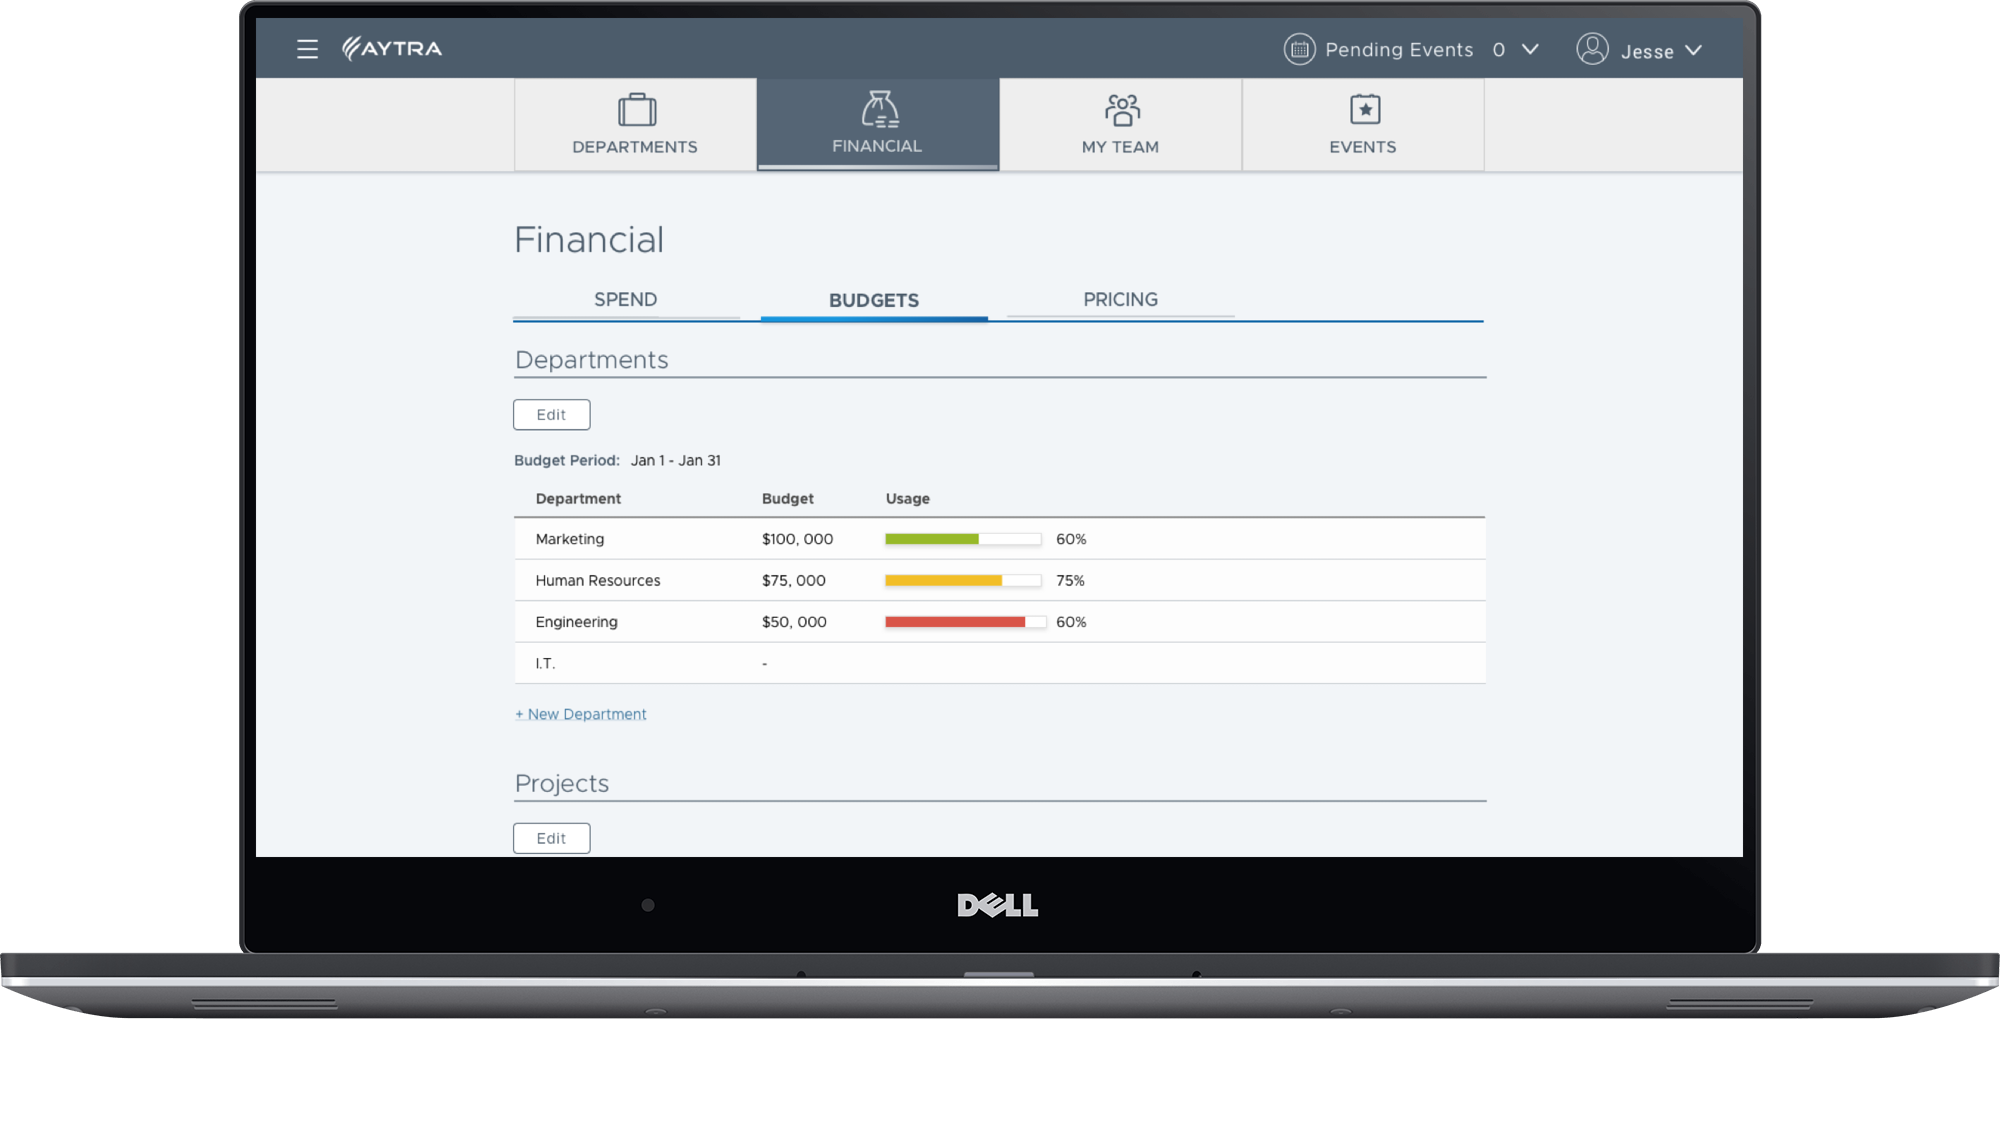 AYTRA
Pending Events 0
Jesse
DEPARTMENTS
FINANCIAL
MY TEAM
EVENTS
Financial
SPEND
BUDGETS
PRICING
Departments
Edit
Budget Period: Jan 1 - Jan 31
Department Budget Usage
Marketing $100, 000 60%
Human Resources $75, 000 75%
Engineering $50, 000 60%
I.T. -
+ New Department
Projects
Edit
DELL